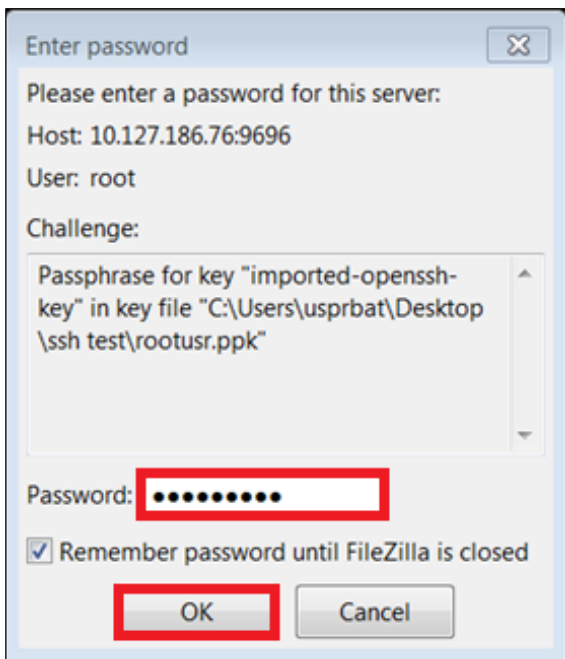 Enter password
Please enter a password for this server:
Host: 10.127.186.76:9696
User: root
Challenge:
Passphrase for key "imported-openssh-
key" in key file "C:\Users\usprbat\Desktop
\ssh test\rootusr.ppk"
Password: ●●●●●●●●●
Remember password until FileZilla is closed
OK Cancel